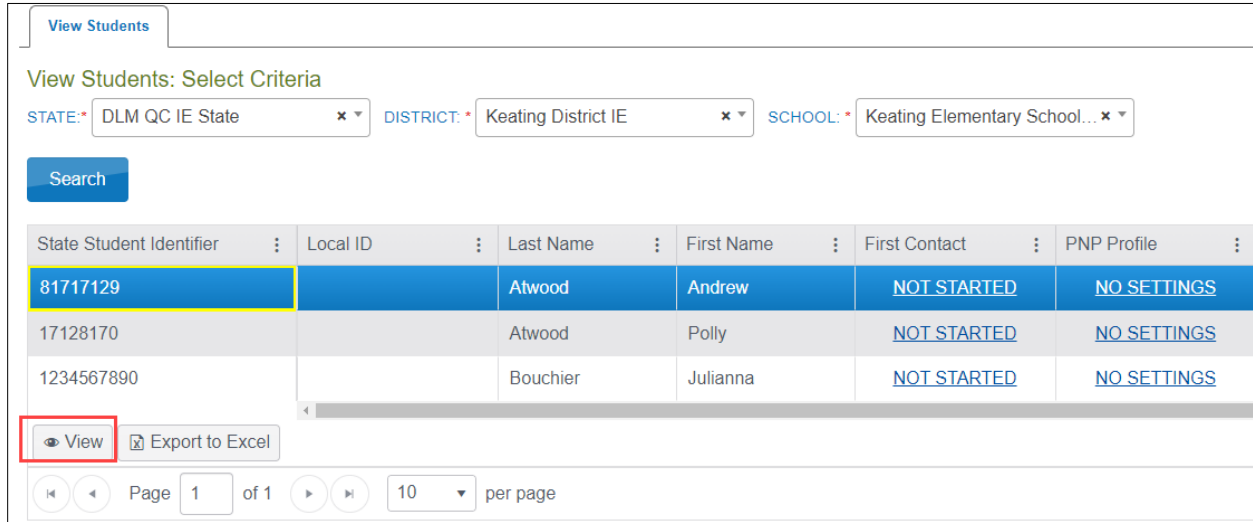 View Students
View Students: Select Criteria
STATE:* DLM QC IE State × DISTRICT: * Keating District IE × SCHOOL: * Keating Elementary School... ×
Search
State Student Identifier Local ID Last Name First Name First Contact PNP Profile
81717129 Atwood Andrew NOT STARTED NO SETTINGS
17128170 Atwood Polly NOT STARTED NO SETTINGS
1234567890 Bouchier Julianna NOT STARTED NO SETTINGS
View Export to Excel
Page 1 of 1 10 per page